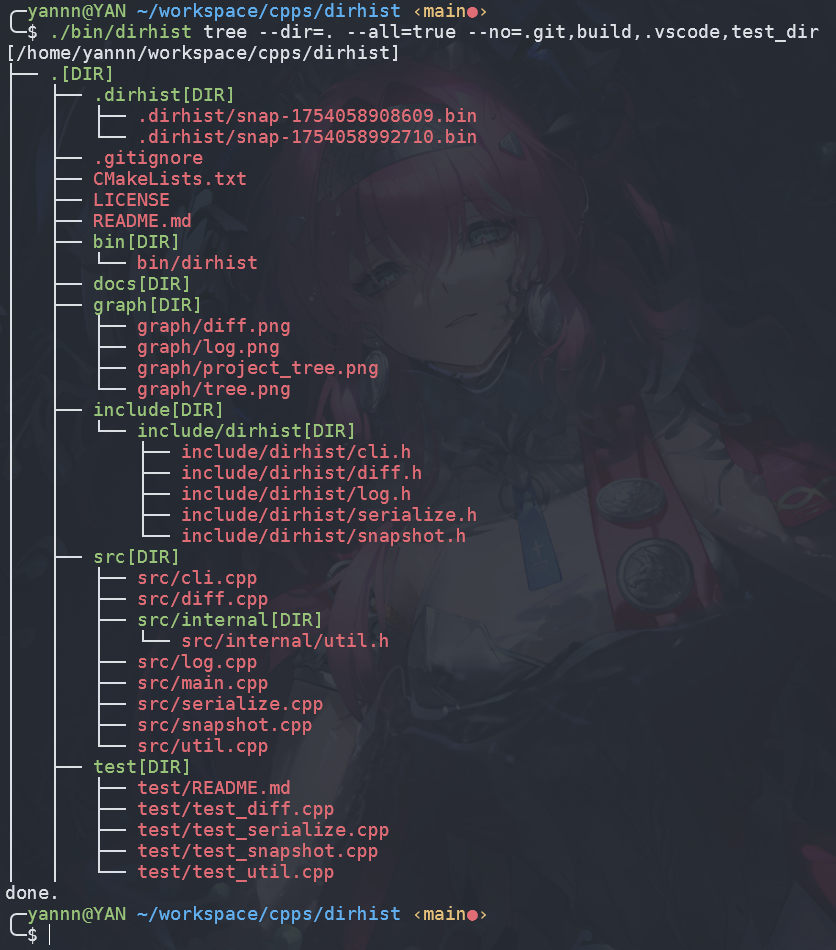 ╭─yannn@YAN ~/workspace/cpps/dirhist ‹main●›
╰─$ ./bin/dirhist tree --dir=. --all=true --no=.git,build,.vscode,test_dir
[/home/yannn/workspace/cpps/dirhist]
├── .[DIR]
│   ├── .dirhist[DIR]
│   │   ├── .dirhist/snap-1754058908609.bin
│   │   └── .dirhist/snap-1754058992710.bin
│   ├── .gitignore
│   ├── CMakeLists.txt
│   ├── LICENSE
│   ├── README.md
│   ├── bin[DIR]
│   │   └── bin/dirhist
│   ├── docs[DIR]
│   ├── graph[DIR]
│   │   ├── graph/diff.png
│   │   ├── graph/log.png
│   │   ├── graph/project_tree.png
│   │   └── graph/tree.png
│   ├── include[DIR]
│   │   └── include/dirhist[DIR]
│   │       ├── include/dirhist/cli.h
│   │       ├── include/dirhist/diff.h
│   │       ├── include/dirhist/log.h
│   │       ├── include/dirhist/serialize.h
│   │       └── include/dirhist/snapshot.h
│   ├── src[DIR]
│   │   ├── src/cli.cpp
│   │   ├── src/diff.cpp
│   │   ├── src/internal[DIR]
│   │   │   └── src/internal/util.h
│   │   ├── src/log.cpp
│   │   ├── src/main.cpp
│   │   ├── src/serialize.cpp
│   │   ├── src/snapshot.cpp
│   │   └── src/util.cpp
│   ├── test[DIR]
│   │   ├── test/README.md
│   │   ├── test/test_diff.cpp
│   │   ├── test/test_serialize.cpp
│   │   ├── test/test_snapshot.cpp
│   │   └── test/test_util.cpp
done.
╭─yannn@YAN ~/workspace/cpps/dirhist ‹main●›
╰─$